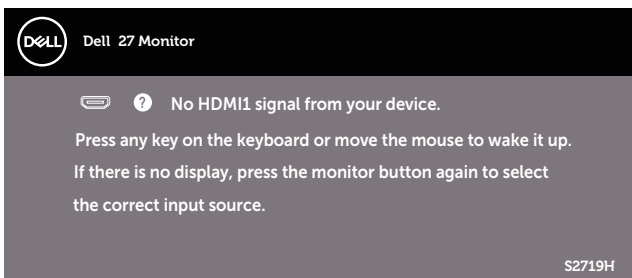 DELL
Dell 27 Monitor
? No HDMI1 signal from your device.
Press any key on the keyboard or move the mouse to wake it up.
If there is no display, press the monitor button again to select
the correct input source.
S2719H